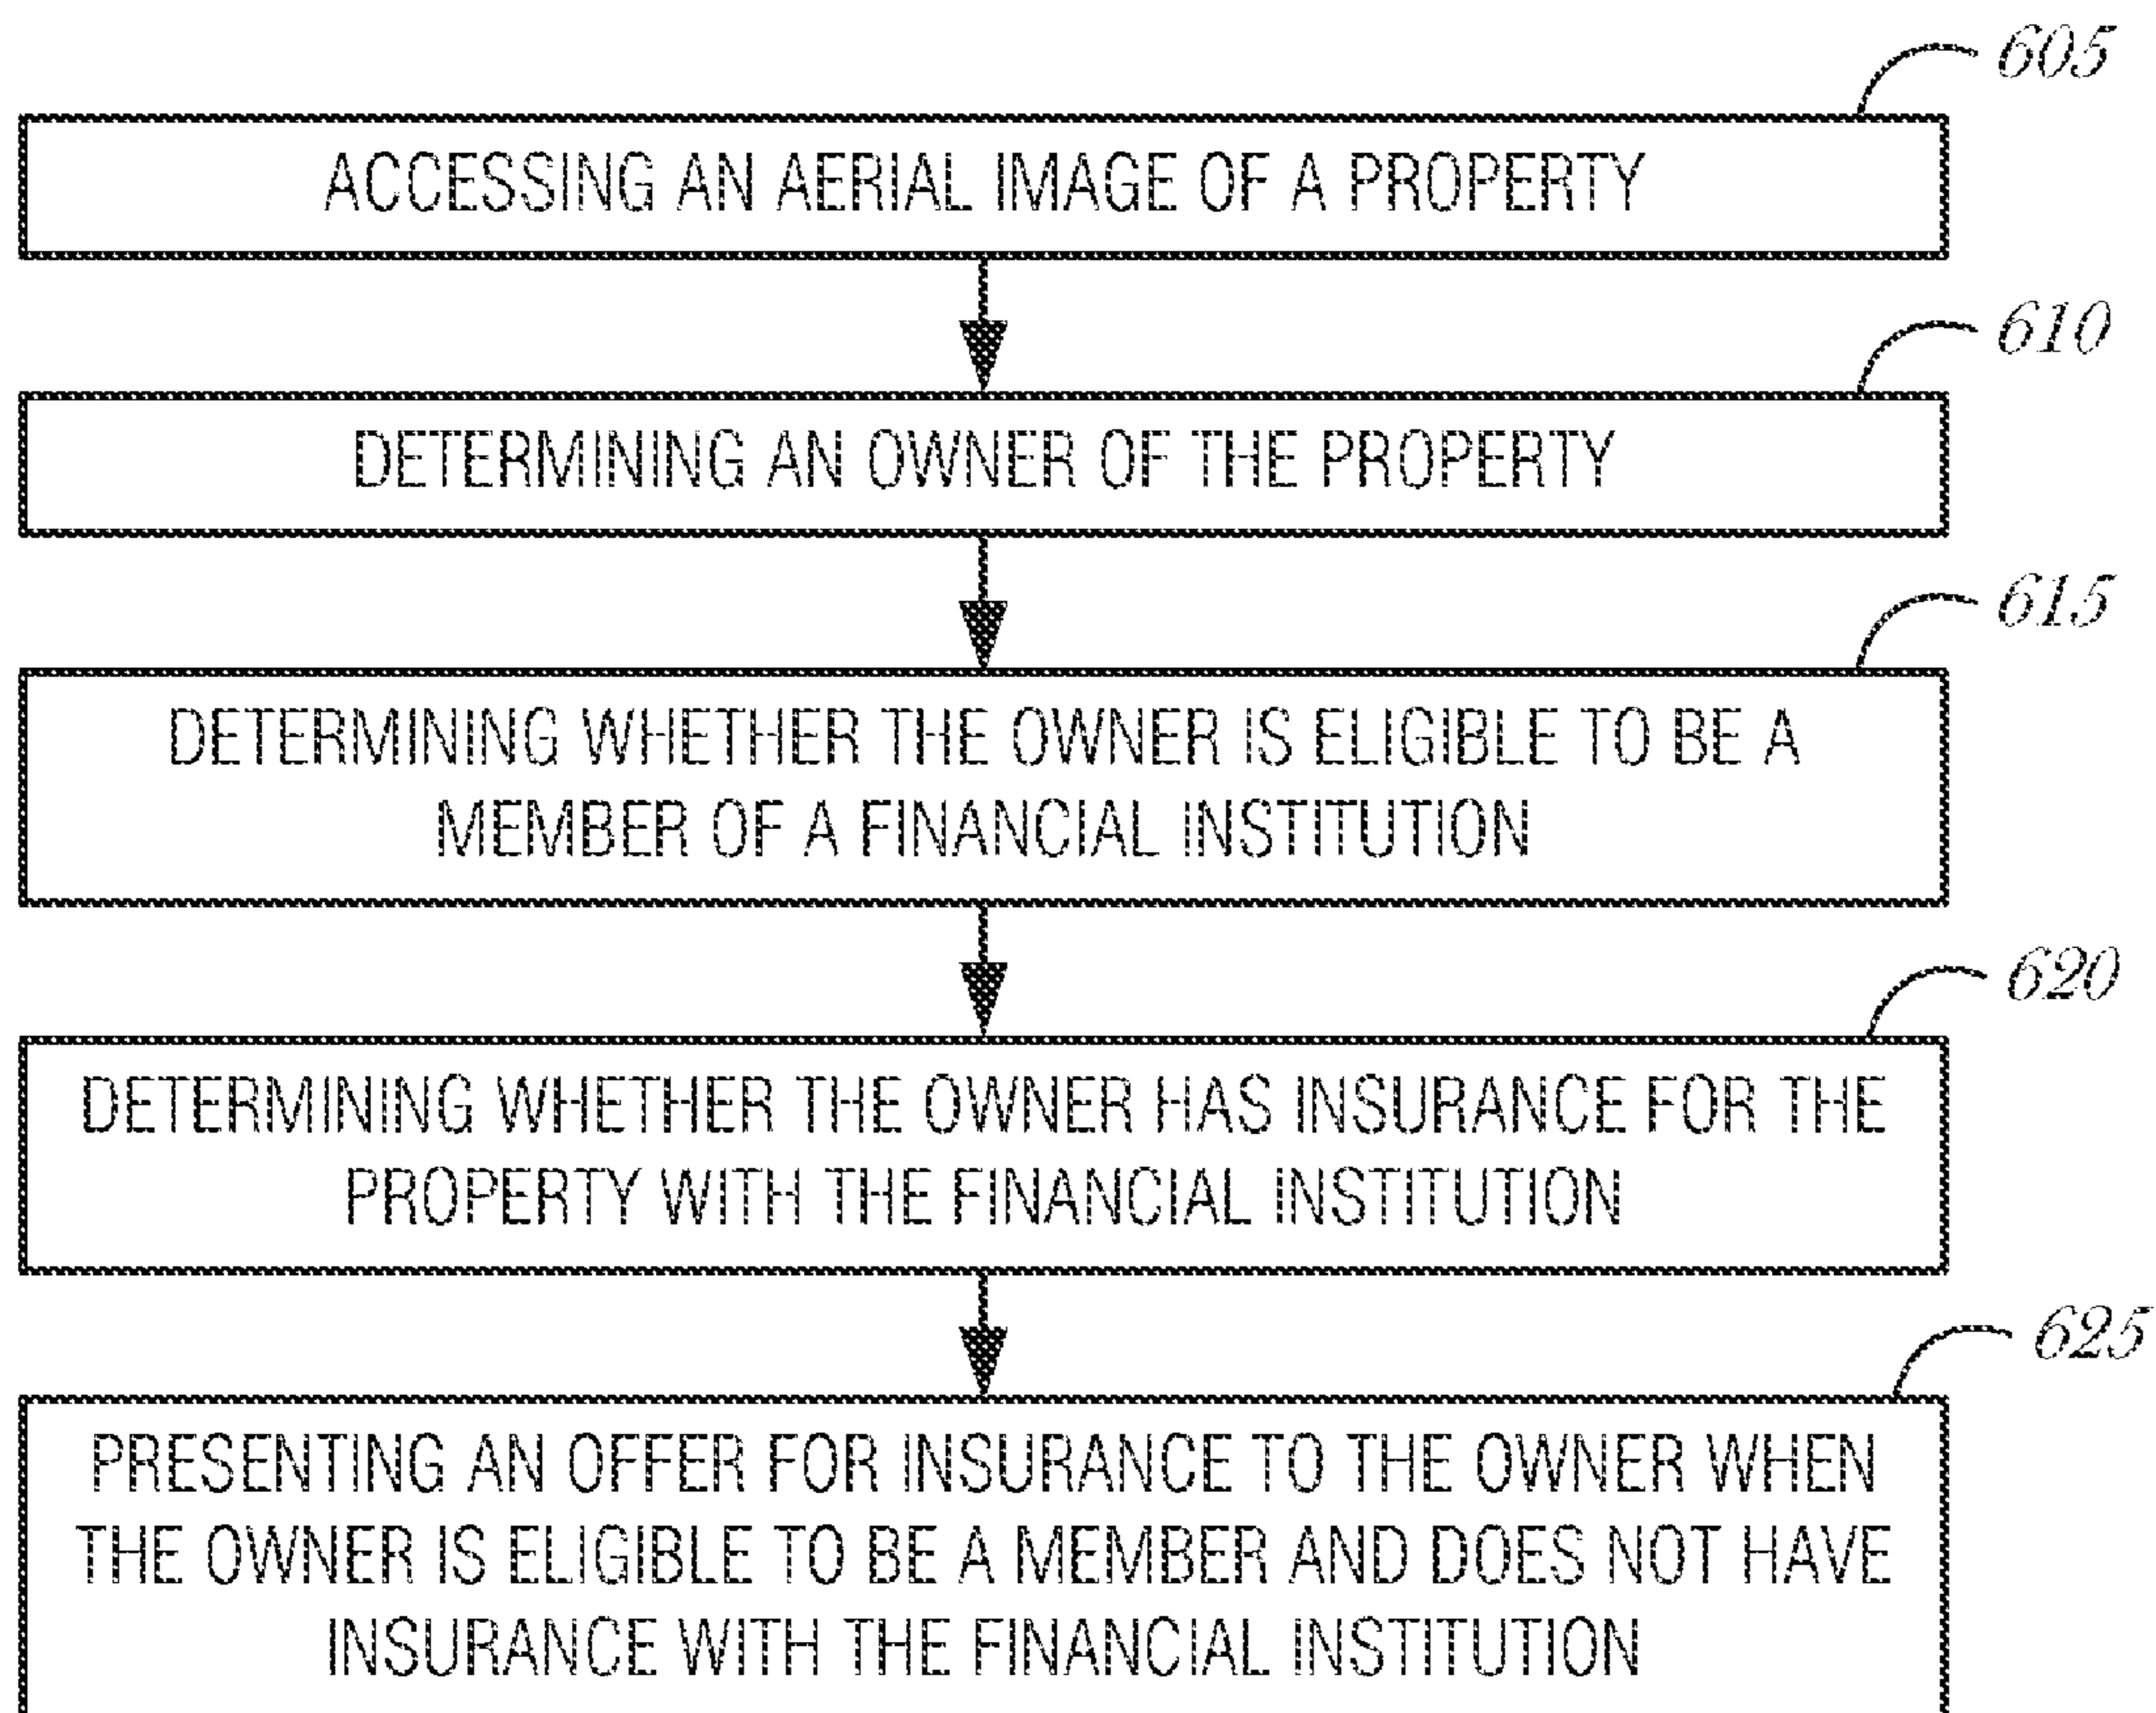 605
ACCESSING AN AERIAL IMAGE OF A PROPERTY
610
DETERMINING AN OWNER OF THE PROPERTY
615
DETERMINING WHETHER THE OWNER IS ELIGIBLE TO BE A
MEMBER OF A FINANCIAL INSTITUTION
620
DETERMINING WHETHER THE OWNER HAS INSURANCE FOR THE
PROPERTY WITH THE FINANCIAL INSTITUTION
625
PRESENTING AN OFFER FOR INSURANCE TO THE OWNER WHEN
THE OWNER IS ELIGIBLE TO BE A MEMBER AND DOES NOT HAVE
INSURANCE WITH THE FINANCIAL INSTITUTION